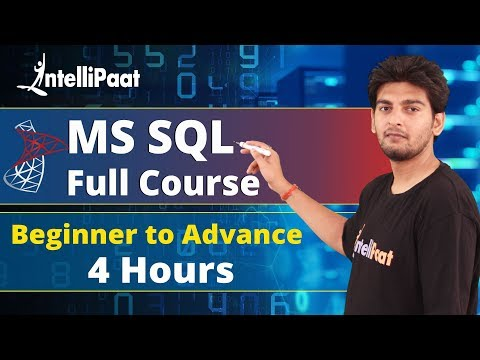 IntelliPaat
MS SQL
Full Course
Beginner to Advance
4 Hours
IntelliPaat